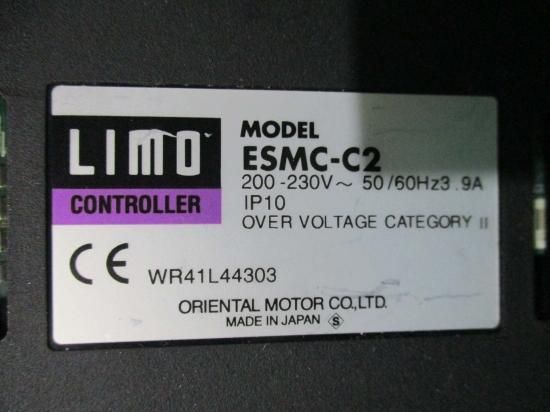 LIMO
CONTROLLER
MODEL
ESMC-C2
200-230V~ 50/60Hz3.9A
IP10
OVER VOLTAGE CATEGORY II
CE WR41L44303
ORIENTAL MOTOR CO.,LTD.
MADE IN JAPAN S